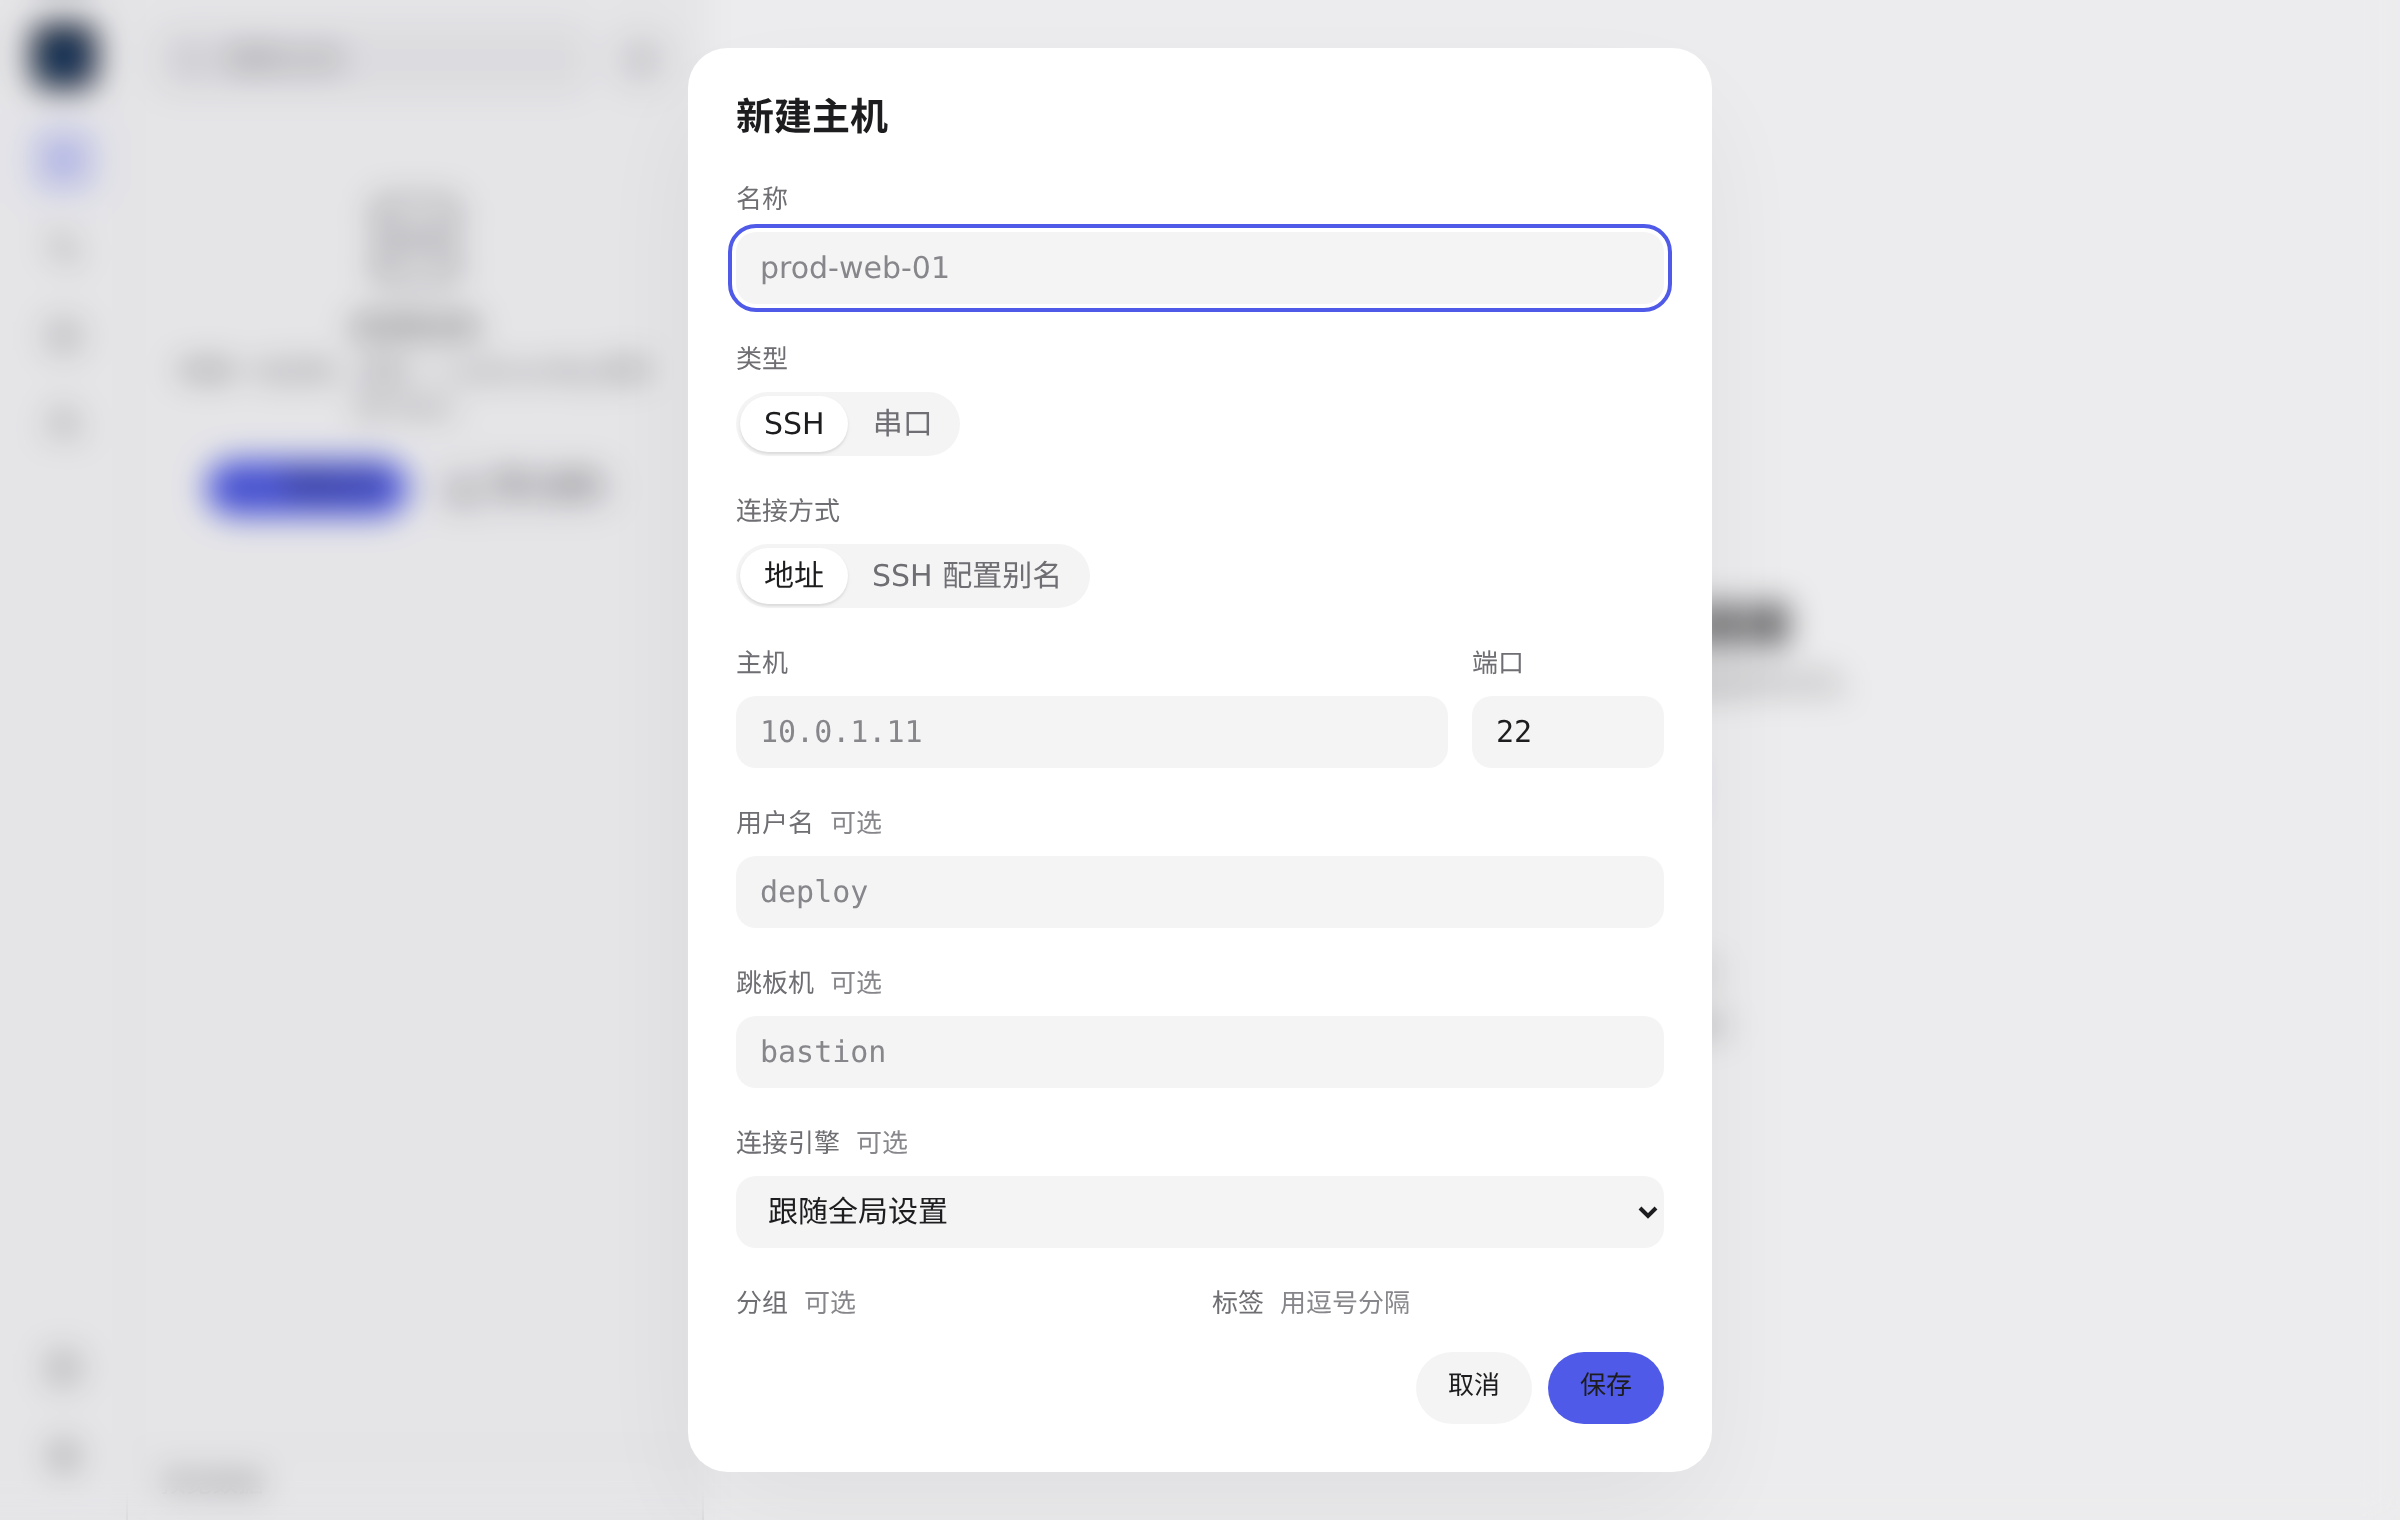 新建主机
名称
prod-web-01
类型
SSH 串口
连接方式
地址 SSH 配置别名
主机 端口
10.0.1.11 22
用户名 可选
deploy
跳板机 可选
bastion
连接引擎 可选
跟随全局设置
分组 可选 标签 用逗号分隔
取消 保存